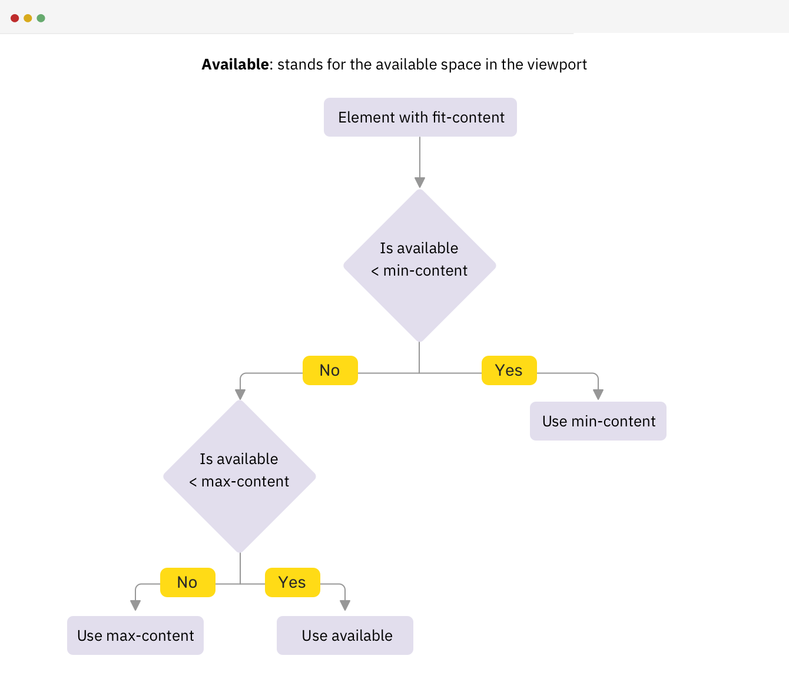 Available: stands for the available space in the viewport
Element with fit-content
Is available
< min-content
No
Yes
Use min-content
Is available
< max-content
No
Yes
Use max-content
Use available